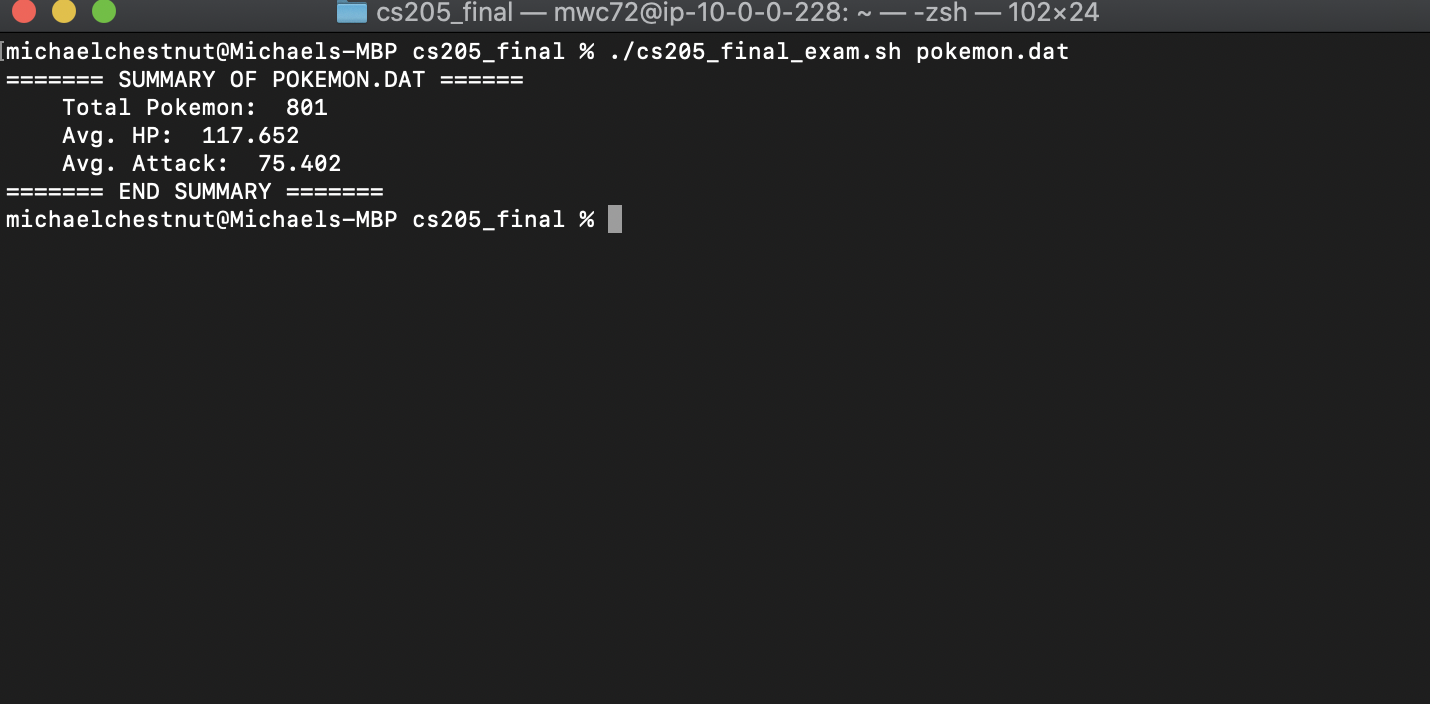 cs205_final — mwc72@ip-10-0-0-228: ~ — -zsh — 102×24
[michaelchestnut@Michaels-MBP cs205_final % ./cs205_final_exam.sh pokemon.dat
======= SUMMARY OF POKEMON.DAT ======
    Total Pokemon:  801
    Avg. HP:  117.652
    Avg. Attack:  75.402
======= END SUMMARY =======
michaelchestnut@Michaels-MBP cs205_final %